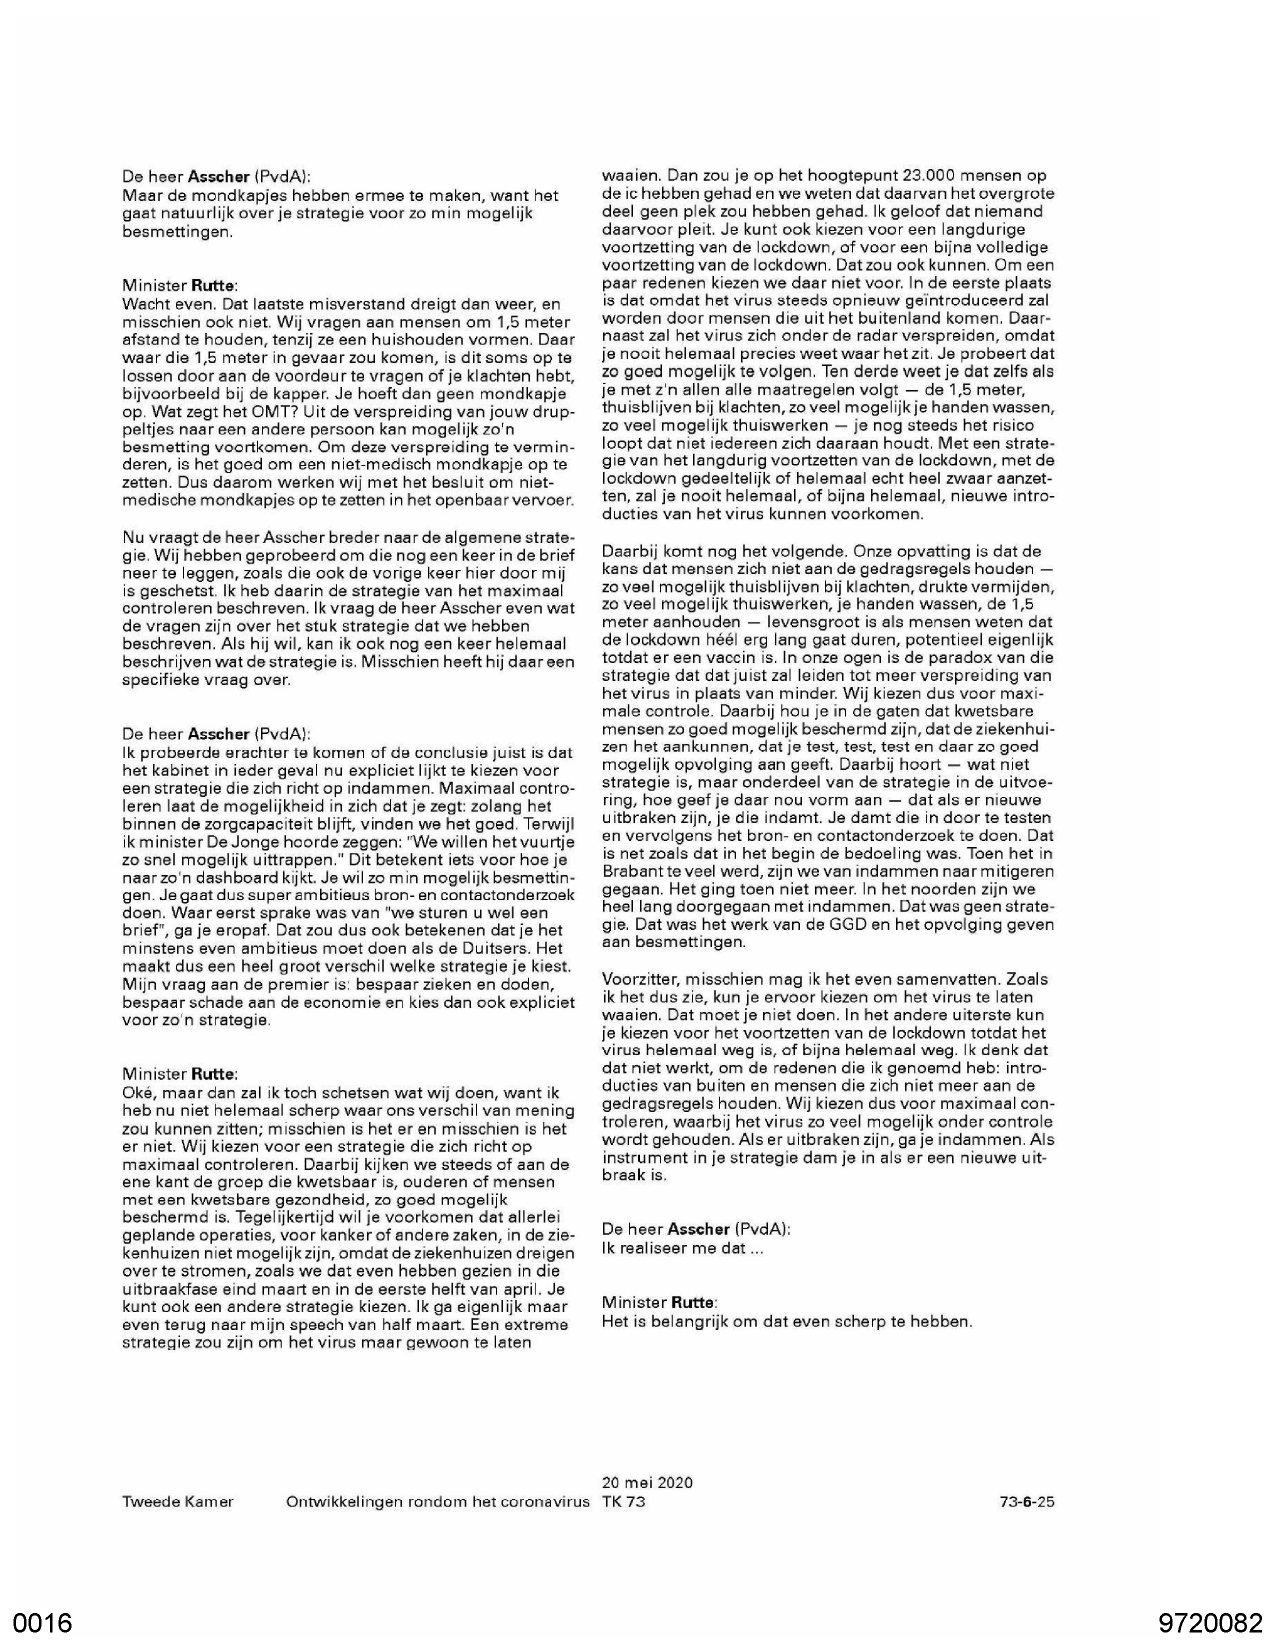 De heer Asscher (PvdA):
Maar de mondkapjes hebben ermee te maken, want het
gaat natuurlijk over je strategie voor zo min mogelijk
besmettingen.
Minister Rutte:
Wacht even. Dat laatste misverstand dreigt dan weer, en
misschien ook niet. Wij vragen aan mensen om 1,5 meter
afstand te houden, tenzij ze een huishouden vormen. Daar
waar die 1,5 meter in gevaar zou komen, is dit soms op te
lossen door aan de voordeur te vragen of je klachten hebt,
bijvoorbeeld bij de kapper. Je hoeft dan geen mondkapje
op. Wat zegt het OMT? Uit de verspreiding van jouw drup-
peltjes naar een andere persoon kan mogelijk zo'n
besmetting voortkomen. Om deze verspreiding te vermin-
deren, is het goed om een niet-medisch mondkapje op te
zetten. Dus daarom werken wij met het besluit om niet-
medische mondkapjes op te zetten in het openbaar vervoer.
Nu vraagt de heer Asscher breder naar de algemene strate-
gie. Wij hebben geprobeerd om die nog een keer in de brief
neer te leggen, zoals die ook de vorige keer hier door mij
is geschetst. Ik heb daarin de strategie van het maximaal
controleren beschreven. Ik vraag de heer Asscher even wat
de vragen zijn over het stuk strategie dat we hebben
beschreven. Als hij wil, kan ik ook nog een keer helemaal
beschrijven wat de strategie is. Misschien heeft hij daar een
specifieke vraag over.
De heer Asscher (PvdA):
Ik probeerde erachter te komen of de conclusie juist is dat
het kabinet in ieder geval nu expliciet lijkt te kiezen voor
een strategie die zich richt op indammen. Maximaal contro-
leren laat de mogelijkheid in zich dat je zegt: zolang het
binnen de zorgcapaciteit blijft, vinden we het goed. Terwijl
ik minister De Jonge hoorde zeggen: "We willen het vuurtje
zo snel mogelijk uittrappen." Dit betekent iets voor hoe je
naar zo'n dashboard kijkt. Je wil zo min mogelijk besmettin-
gen. Je gaat dus super ambitieus bron- en contactonderzoek
doen. Waar eerst sprake was van "we sturen u wel een
brief", ga je eropaf. Dat zou dus ook betekenen dat je het
minstens even ambitieus moet doen als de Duitsers. Het
maakt dus een heel groot verschil welke strategie je kiest.
Mijn vraag aan de premier is: bespaar zieken en doden,
bespaar schade aan de economie en kies dan ook expliciet
voor zo'n strategie.
Minister Rutte:
Oké, maar dan zal ik toch schetsen wat wij doen, want ik
heb nu niet helemaal scherp waar ons verschil van mening
zou kunnen zitten; misschien is het er en misschien is het
er niet. Wij kiezen voor een strategie die zich richt op
maximaal controleren. Daarbij kijken we steeds of aan de
ene kant de groep die kwetsbaar is, ouderen of mensen
met een kwetsbare gezondheid, zo goed mogelijk
beschermd is. Tegelijkertijd wil je voorkomen dat allerlei
geplande operaties, voor kanker of andere zaken, in de zie-
kenhuizen niet mogelijk zijn, omdat de ziekenhuizen dreigen
over te stromen, zoals we dat even hebben gezien in die
uitbraakfase eind maart en in de eerste helft van april. Je
kunt ook een andere strategie kiezen. Ik ga eigenlijk maar
even terug naar mijn speech van half maart. Een extreme
strategie zou zijn om het virus maar gewoon te laten
waaien. Dan zou je op het hoogtepunt 23.000 mensen op
de ic hebben gehad en we weten dat daarvan het overgrote
deel geen plek zou hebben gehad. Ik geloof dat niemand
daarvoor pleit. Je kunt ook kiezen voor een langdurige
voortzetting van de lockdown, of voor een bijna volledige
voortzetting van de lockdown. Dat zou ook kunnen. Om een
paar redenen kiezen we daar niet voor. In de eerste plaats
is dat omdat het virus steeds opnieuw geïntroduceerd zal
worden door mensen die uit het buitenland komen. Daar-
naast zal het virus zich onder de radar verspreiden, omdat
je nooit helemaal precies weet waar het zit. Je probeert dat
zo goed mogelijk te volgen. Ten derde weet je dat zelfs als
je met z'n allen alle maatregelen volgt — de 1,5 meter,
thuisblijven bij klachten, zo veel mogelijk je handen wassen,
zo veel mogelijk thuiswerken — je nog steeds het risico
loopt dat niet iedereen zich daaraan houdt. Met een strate-
gie van het langdurig voortzetten van de lockdown, met de
lockdown gedeeltelijk of helemaal echt heel zwaar aanzet-
ten, zal je nooit helemaal, of bijna helemaal, nieuwe intro-
ducties van het virus kunnen voorkomen.
Daarbij komt nog het volgende. Onze opvatting is dat de
kans dat mensen zich niet aan de gedragsregels houden —
zo veel mogelijk thuisblijven bij klachten, drukte vermijden,
zo veel mogelijk thuiswerken, je handen wassen, de 1,5
meter aanhouden — levensgroot is als mensen weten dat
de lockdown héél erg lang gaat duren, potentieel eigenlijk
totdat er een vaccin is. In onze ogen is de paradox van die
strategie dat dat juist zal leiden tot meer verspreiding van
het virus in plaats van minder. Wij kiezen dus voor maxi-
male controle. Daarbij hou je in de gaten dat kwetsbare
mensen zo goed mogelijk beschermd zijn, dat de ziekenhui-
zen het aankunnen, dat je test, test, test en daar zo goed
mogelijk opvolging aan geeft. Daarbij hoort — wat niet
strategie is, maar onderdeel van de strategie in de uitvoe-
ring, hoe geef je daar nou vorm aan — dat als er nieuwe
uitbraken zijn, je die indamt. Je damt die in door te testen
en vervolgens het bron- en contactonderzoek te doen. Dat
is net zoals dat in het begin de bedoeling was. Toen het in
Brabant te veel werd, zijn we van indammen naar mitigeren
gegaan. Het ging toen niet meer. In het noorden zijn we
heel lang doorgegaan met indammen. Dat was geen strate-
gie. Dat was het werk van de GGD en het opvolging geven
aan besmettingen.
Voorzitter, misschien mag ik het even samenvatten. Zoals
ik het dus zie, kun je ervoor kiezen om het virus te laten
waaien. Dat moet je niet doen. In het andere uiterste kun
je kiezen voor het voortzetten van de lockdown totdat het
virus helemaal weg is, of bijna helemaal weg. Ik denk dat
dat niet werkt, om de redenen die ik genoemd heb: intro-
ducties van buiten en mensen die zich niet meer aan de
gedragsregels houden. Wij kiezen dus voor maximaal con-
troleren, waarbij het virus zo veel mogelijk onder controle
wordt gehouden. Als er uitbraken zijn, ga je indammen. Als
instrument in je strategie dam je in als er een nieuwe uit-
braak is.
De heer Asscher (PvdA):
Ik realiseer me dat ...
Minister Rutte:
Het is belangrijk om dat even scherp te hebben.
20 mei 2020
Tweede Kamer Ontwikkelingen rondom het coronavirus TK 73 73-6-25
0016 9720082